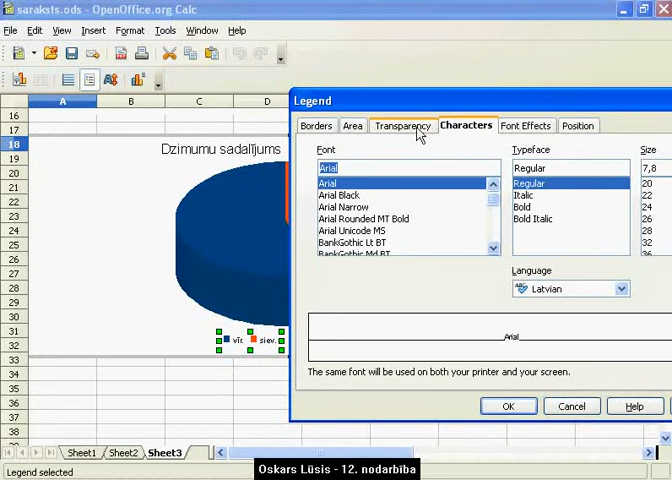 saraksts.ods - OpenOffice.org Calc
File Edit View Insert Format Tools Window Help
A B C D
16
17
18
19
20
21
22
23
24
25
26
27
28
29
30
31
32
33
34
35
36
37
Dzimumu sadalījums
vīr. siev.
Legend
Borders Area Transparency Characters Font Effects Position
Font Typeface Size
Arial Regular 7,8
Arial Regular 20
Arial Black Italic 22
Arial Narrow Bold 24
Arial Rounded MT Bold Bold Italic 26
Arial Unicode MS 28
BankGothic Lt BT 32
BankGothic Md BT 36
Language
Latvian
Arial
The same font will be used on both your printer and your screen.
OK Cancel Help
Sheet1 Sheet2 Sheet3
Legend selected
Oskars Lūsis - 12. nodarbība